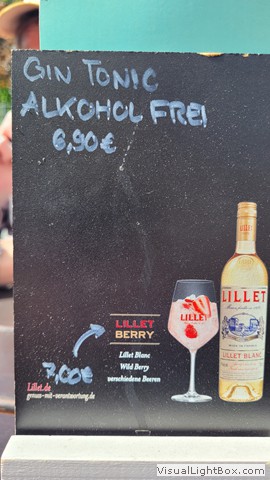 GIN TONIC
ALKOHOL FREI
6,90€
LILLET
LILLET
LILLET BLANC
LILLET
BERRY
Lillet Blanc
Wild Berry
verschiedene Beeren
7,00€
Lillet.de
genuss-mit-verantwortung.de
VisualLightBox.com